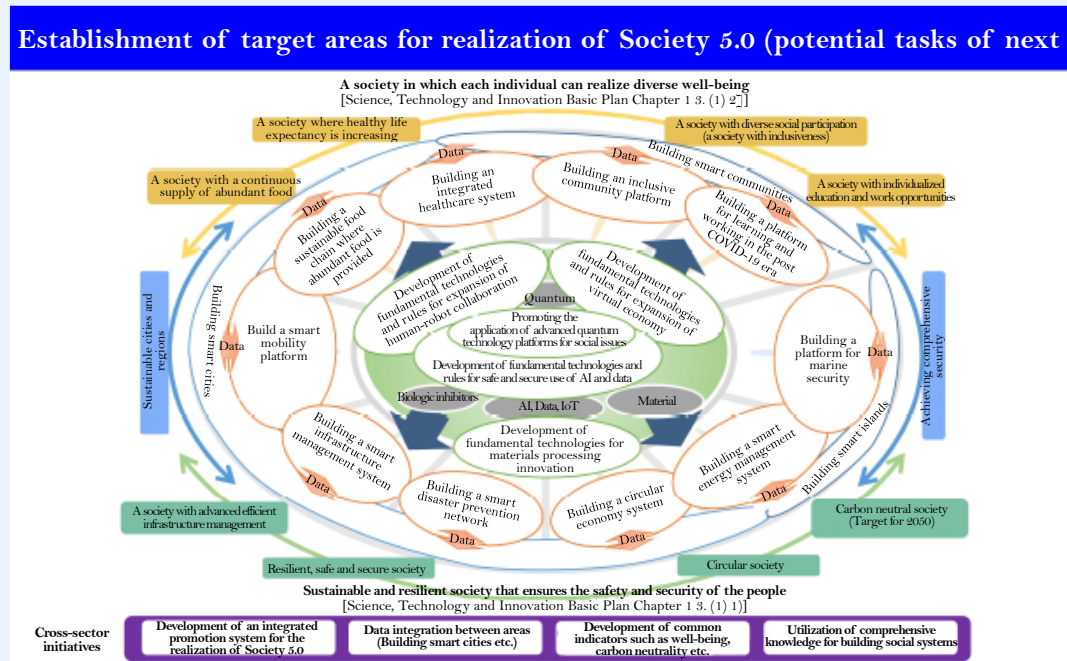 Establishment of target areas for realization of Society 5.0 (potential tasks of next
A society in which each individual can realize diverse well-being
[Science, Technology and Innovation Basic Plan Chapter 1 3. (1) 2]]
A society where healthy life
expectancy is increasing
A society with diverse social participation
(a society with inclusiveness)
A society with a continuous
supply of abundant food
A society with individualized
education and work opportunities
Building smart communities
Data
Building an
integrated
healthcare system
Data
Building an inclusive
community platform
Data
Building a
sustainable food
chain where
abundant food is
provided
Data
Building a platform
for learning and
working in the post
COVID-19 era
Development of
fundamental technologies
and rules for expansion of
human-robot collaboration
Development of
fundamental technologies
and rules for expansion of
virtual economy
Quantum
Promoting the
application of advanced quantum
technology platforms for social issues
Development of fundamental technologies and
rules for safe and secure use of AI and data
Biologic inhibitors
AI, Data, IoT
Material
Development of
fundamental technologies for
materials processing
innovation
Sustainable cities and
regions
Building smart cities
Data
Build a smart
mobility
platform
Building a
platform for
marine
security
Data
Achieving comprehensive
security
Building a smart
infrastructure
management system
Data
Building a smart
disaster prevention
network
Data
Building a circular
economy system
Data
Building a smart
energy management
system
Data
Building smart islands
A society with advanced efficient
infrastructure management
Carbon neutral society
(Target for 2050)
Resilient, safe and secure society
Circular society
Sustainable and resilient society that ensures the safety and security of the people
[Science, Technology and Innovation Basic Plan Chapter 1 3. (1) 1)]
Cross-sector
initiatives
Development of an integrated
promotion system for the
realization of Society 5.0
Data integration between areas
(Building smart cities etc.)
Development of common
indicators such as well-being,
carbon neutrality etc.
Utilization of comprehensive
knowledge for building social systems